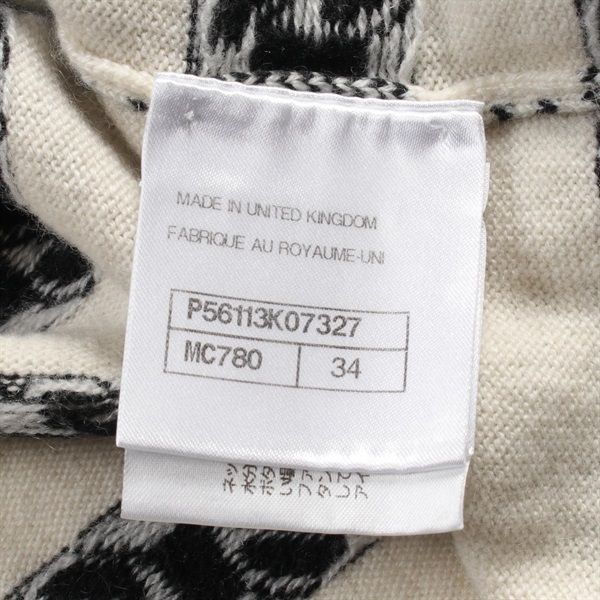 MADE IN UNITED KINGDOM
FABRIQUE AU ROYAUME-UNI
P56113K07327
MC780 34